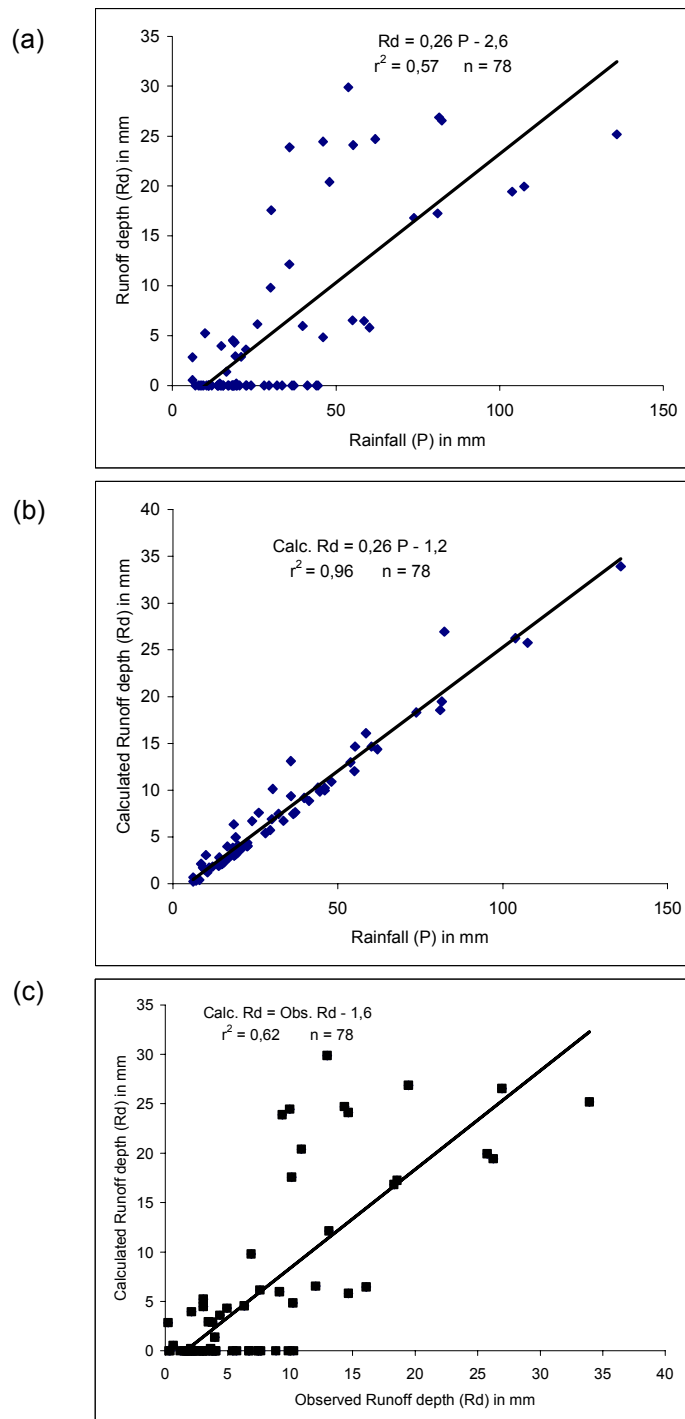 (a)
Rd = 0,26 P - 2,6
r² = 0,57 n = 78
35
30
25
20
15
10
5
0
Runoff depth (Rd) in mm
0 50 100 150
Rainfall (P) in mm
(b)
Calc. Rd = 0,26 P - 1,2
r² = 0,96 n = 78
40
35
30
25
20
15
10
5
0
Calculated Runoff depth (Rd) in mm
0 50 100 150
Rainfall (P) in mm
(c)
Calc. Rd = Obs. Rd - 1,6
r² = 0,62 n = 78
35
30
25
20
15
10
5
0
Calculated Runoff depth (Rd) in mm
0 5 10 15 20 25 30 35 40
Observed Runoff depth (Rd) in mm